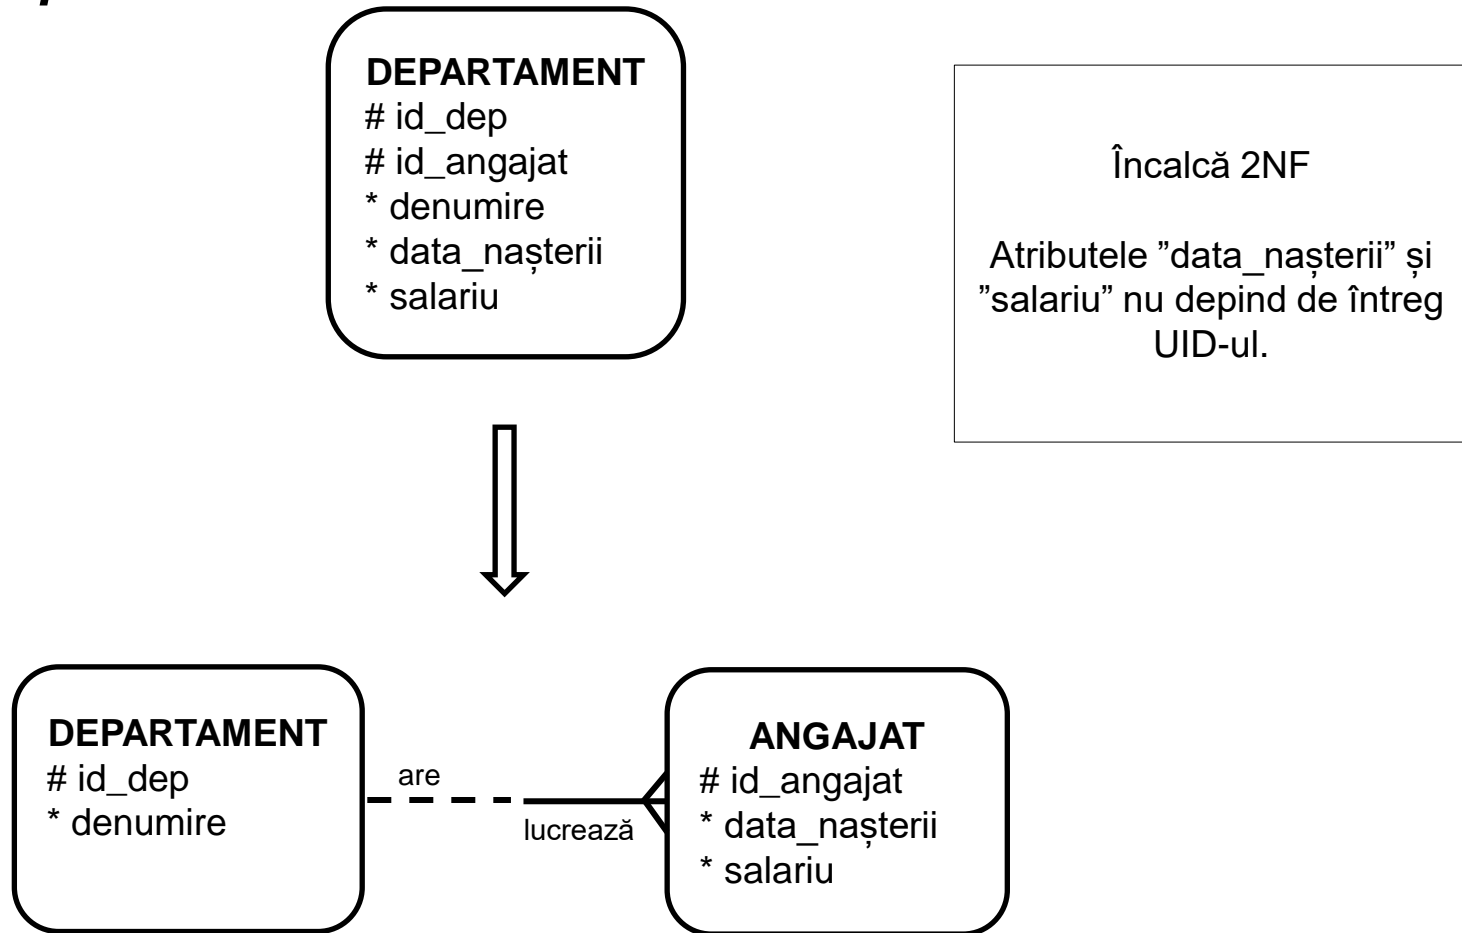 DEPARTAMENT
# id_dep
# id_angajat
* denumire
* data_nașterii
* salariu
Încalcă 2NF
Atributele ”data_nașterii” și
”salariu” nu depind de întreg
UID-ul.
DEPARTAMENT
# id_dep
* denumire
are
lucrează
ANGAJAT
# id_angajat
* data_nașterii
* salariu